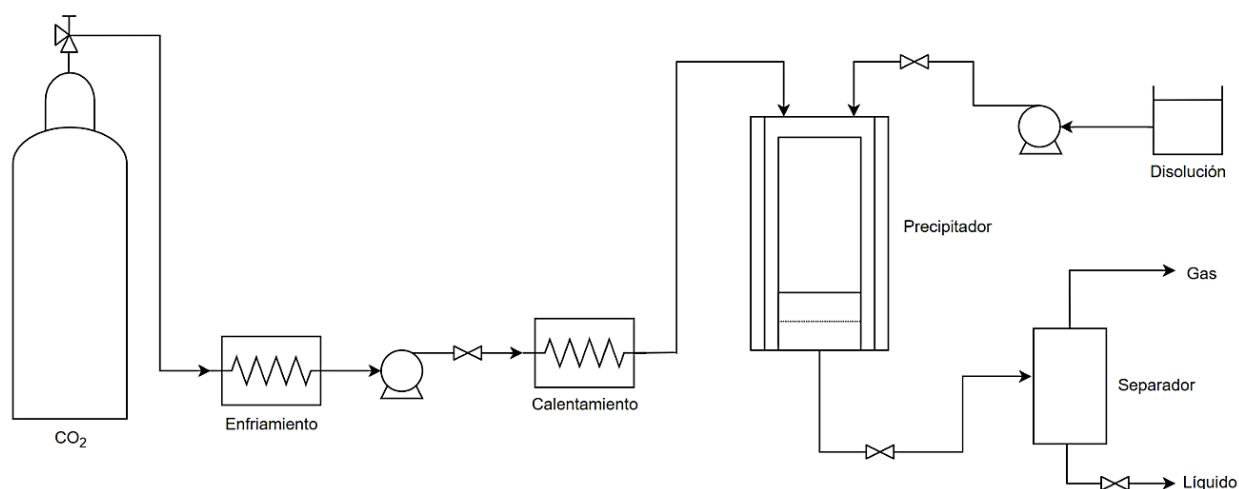 Disolución
Precipitador
Gas
Separador
Calentamiento
Enfriamiento
CO₂
Líquido